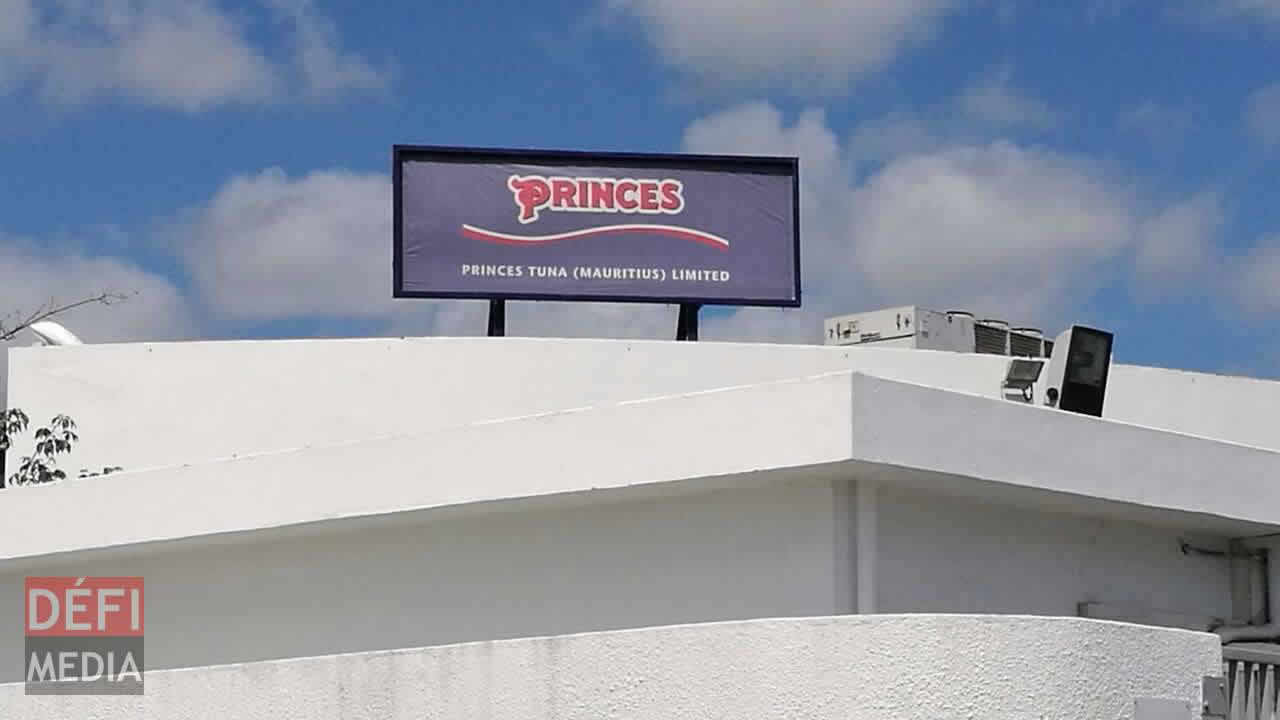 PRINCES
PRINCES TUNA (MAURITIUS) LIMITED
DÉFI
MEDIA